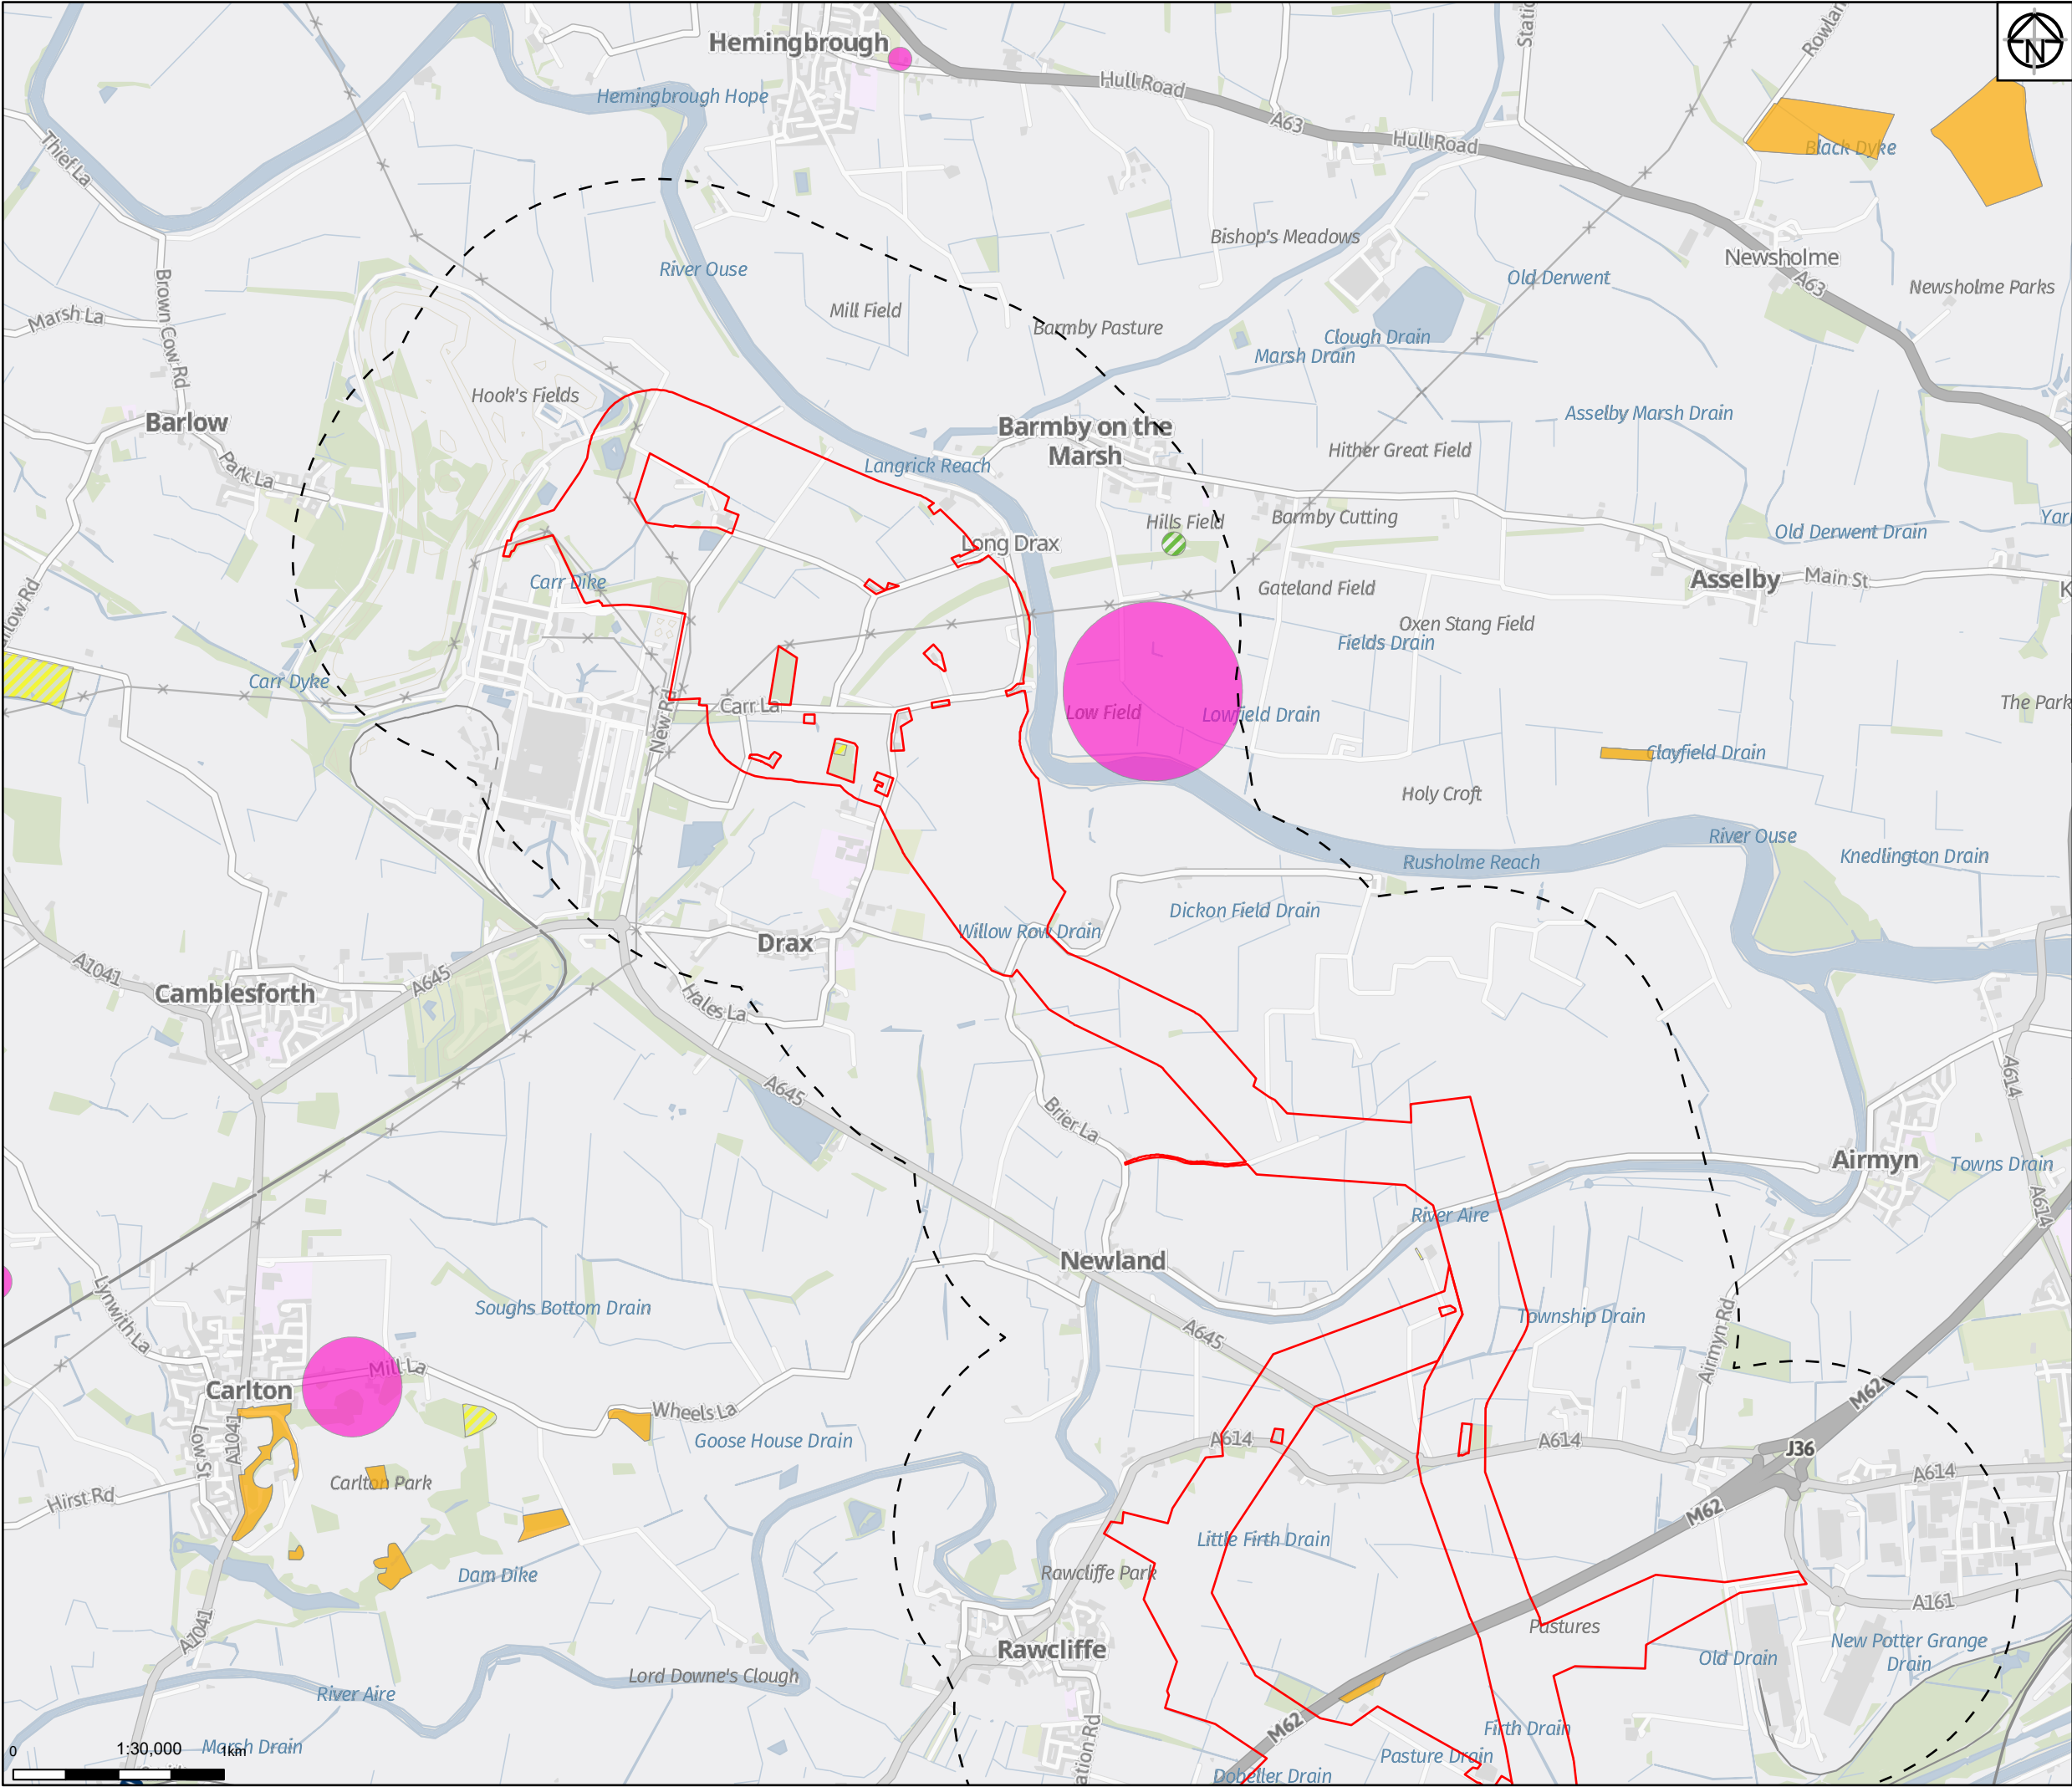 Hemingbrough
N
Statio
Rowlan
Hull Road
Hemingbrough Hope
A63
Hull Road
Black Dyke
Thief La
Bishop's Meadows
Newsholme
River Ouse
Old Derwent
A63
Newsholme Parks
Brown Cow Rd
Marsh La
Mill Field
Barmby Pasture
Clough Drain
Marsh Drain
Hook's Fields
Barlow
Asselby Marsh Drain
Barmby on the
Marsh
Hither Great Field
Park La
Langrick Reach
Hills Field
Barmby Cutting
Yar
Old Derwent Drain
Long Drax
Carr Dike
Asselby
Main St
K
Gateland Field
Oxen Stang Field
Fields Drain
Carr Dyke
The Park
New Rd
Carr La
Low Field
Lowfield Drain
Clayfield Drain
Holy Croft
River Ouse
Knedlington Drain
Rusholme Reach
Dickon Field Drain
Willow Row Drain
Drax
A1041
A645
Camblesforth
Hales La
A645
A614
Brier La
Airmyn
Towns Drain
A614
River Aire
Newland
Lynwith La
Soughs Bottom Drain
Township Drain
A645
Airmyn Rd
Mill La
Carlton
M62
Wheels La
A1041
Low St
Goose House Drain
A614
A614
J36
Carlton Park
A614
Hirst Rd
M62
Little Firth Drain
Dam Dike
Rawcliffe Park
A161
A1041
Pastures
Rawcliffe
New Potter Grange
Drain
Old Drain
Lord Downe's Clough
River Aire
M62
Firth Drain
ation Rd
Marsh Drain
0
1:30,000
1km
Pasture Drain
Dobeller Drain